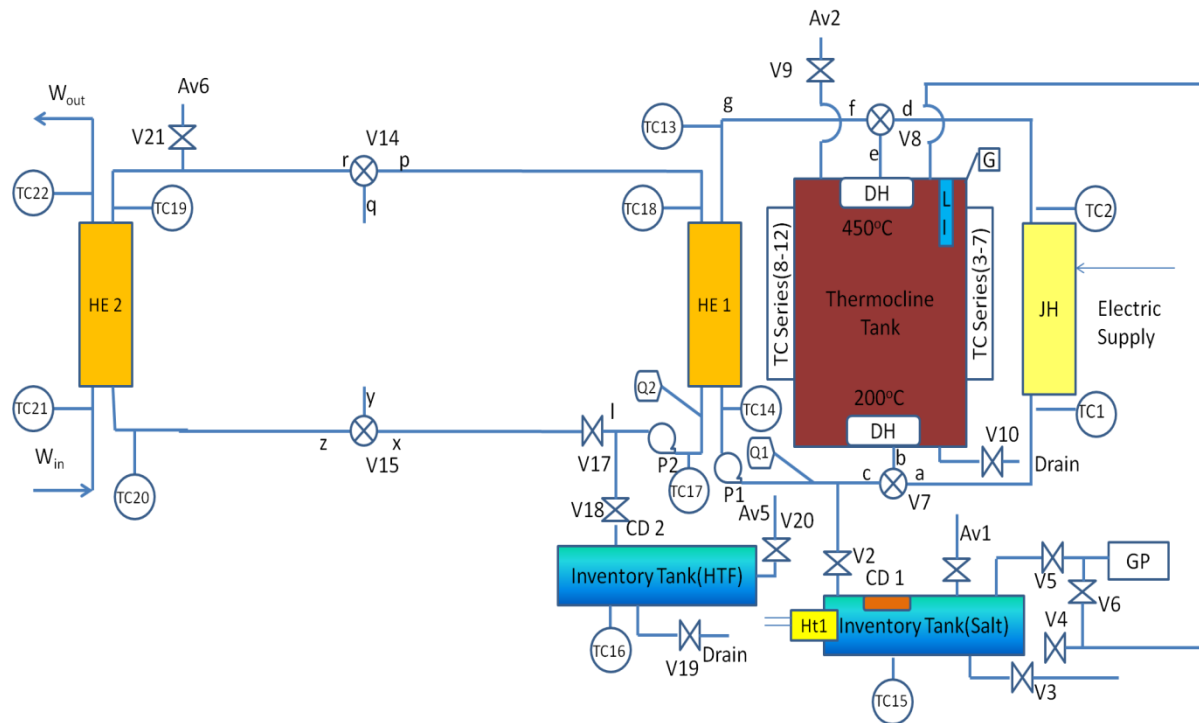 Av2
Av6
V9
W_out
V21
V14
g
f
d
TC13
V8
r
p
e
G
TC22
TC19
q
TC18
DH
L
I
TC2
450°C
TC Series(8-12)
TC Series(3-7)
HE 2
HE 1
Thermocline
Tank
JH
Electric
Supply
TC21
y
Q2
TC14
200°C
TC1
z
x
l
DH
V10
W_in
V15
V17
P2
Q1
b
Drain
TC20
TC17
P1
c
a
V7
V18
CD 2
Av5
V20
Av1
V2
Inventory Tank(HTF)
CD 1
V5
GP
V6
Ht1
Inventory Tank(Salt)
V4
TC16
V19
Drain
TC15
V3